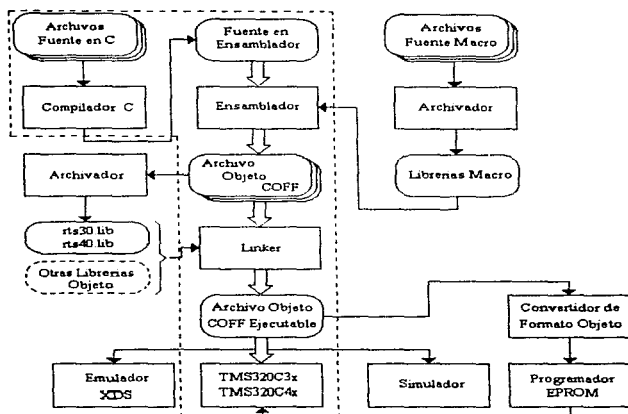 Archivos
Fuente en C
Fuente en
Ensamblador
Archivos
Fuente Macro
Compilador C
Ensamblador
Archivador
Archivador
Archivo
Objeto
COFF
Librerias Macro
rts30.lib
rts40.lib
Linker
Otras Librerias
Objeto
Archivo Objeto
COFF Ejecutable
Convertidor de
Formato Objeto
Emulador
XDS
TMS320C3x
TMS320C4x
Simulador
Programador
EPROM